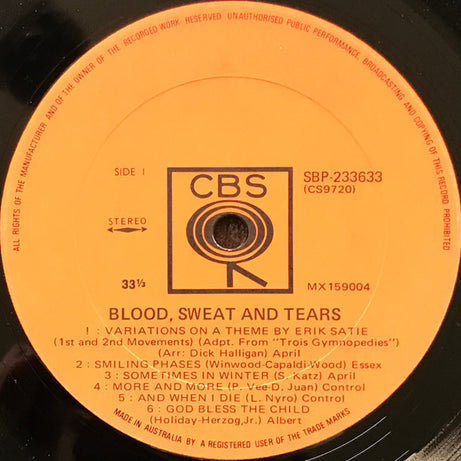 ALL RIGHTS OF THE MANUFACTURER AND OF THE OWNER OF THE RECORDED WORK RESERVED UNAUTHORISED PUBLIC PERFORMANCE, BROADCASTING AND COPYING OF THIS RECORD PROHIBITED
SIDE I
CBS
SBP-233633
(CS9720)
STEREO
33⅓
MX159004
BLOOD, SWEAT AND TEARS
! : VARIATIONS ON A THEME BY ERIK SATIE
(1st and 2nd Movements) (Adpt. From "Trois Gymnopedies")
(Arr: Dick Halligan) April
2 : SMILING PHASES (Winwood-Capaldi-Wood) Essex
3 : SOMETIMES IN WINTER (S. Katz) April
4 : MORE AND MORE (P. Vee-D. Juan) Control
5 : AND WHEN I DIE (L. Nyro) Control
6 : GOD BLESS THE CHILD
(Holiday-Herzog,Jr.) Albert
MADE IN AUSTRALIA BY A REGISTERED USER OF THE TRADE MARKS